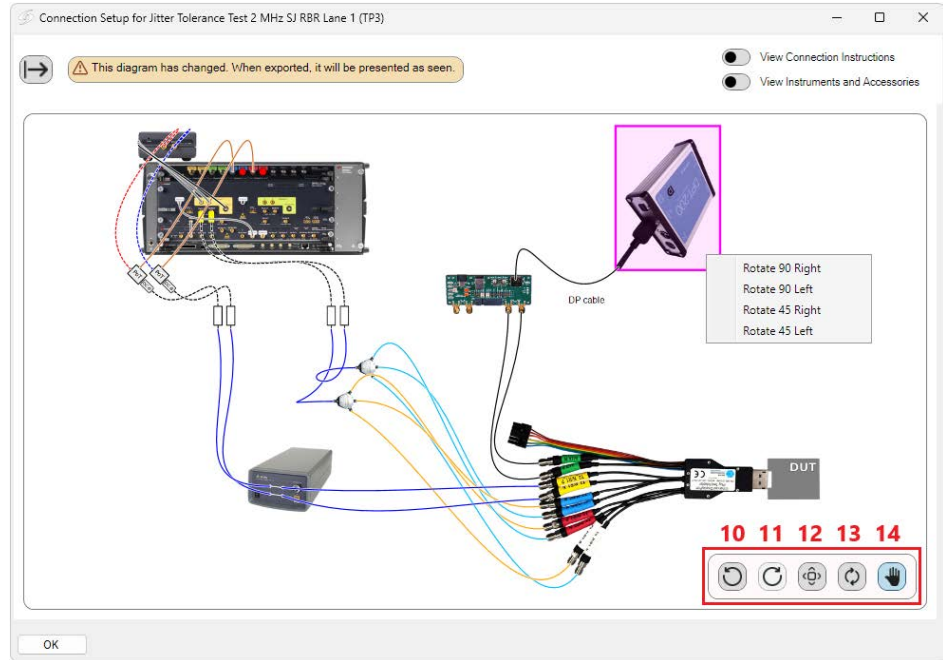 Connection Setup for Jitter Tolerance Test 2 MHz SJ RBR Lane 1 (TP3)
This diagram has changed. When exported, it will be presented as seen.
View Connection Instructions
View Instruments and Accessories
Rotate 90 Right
Rotate 90 Left
Rotate 45 Right
Rotate 45 Left
DP cable
DUT
10 11 12 13 14
OK